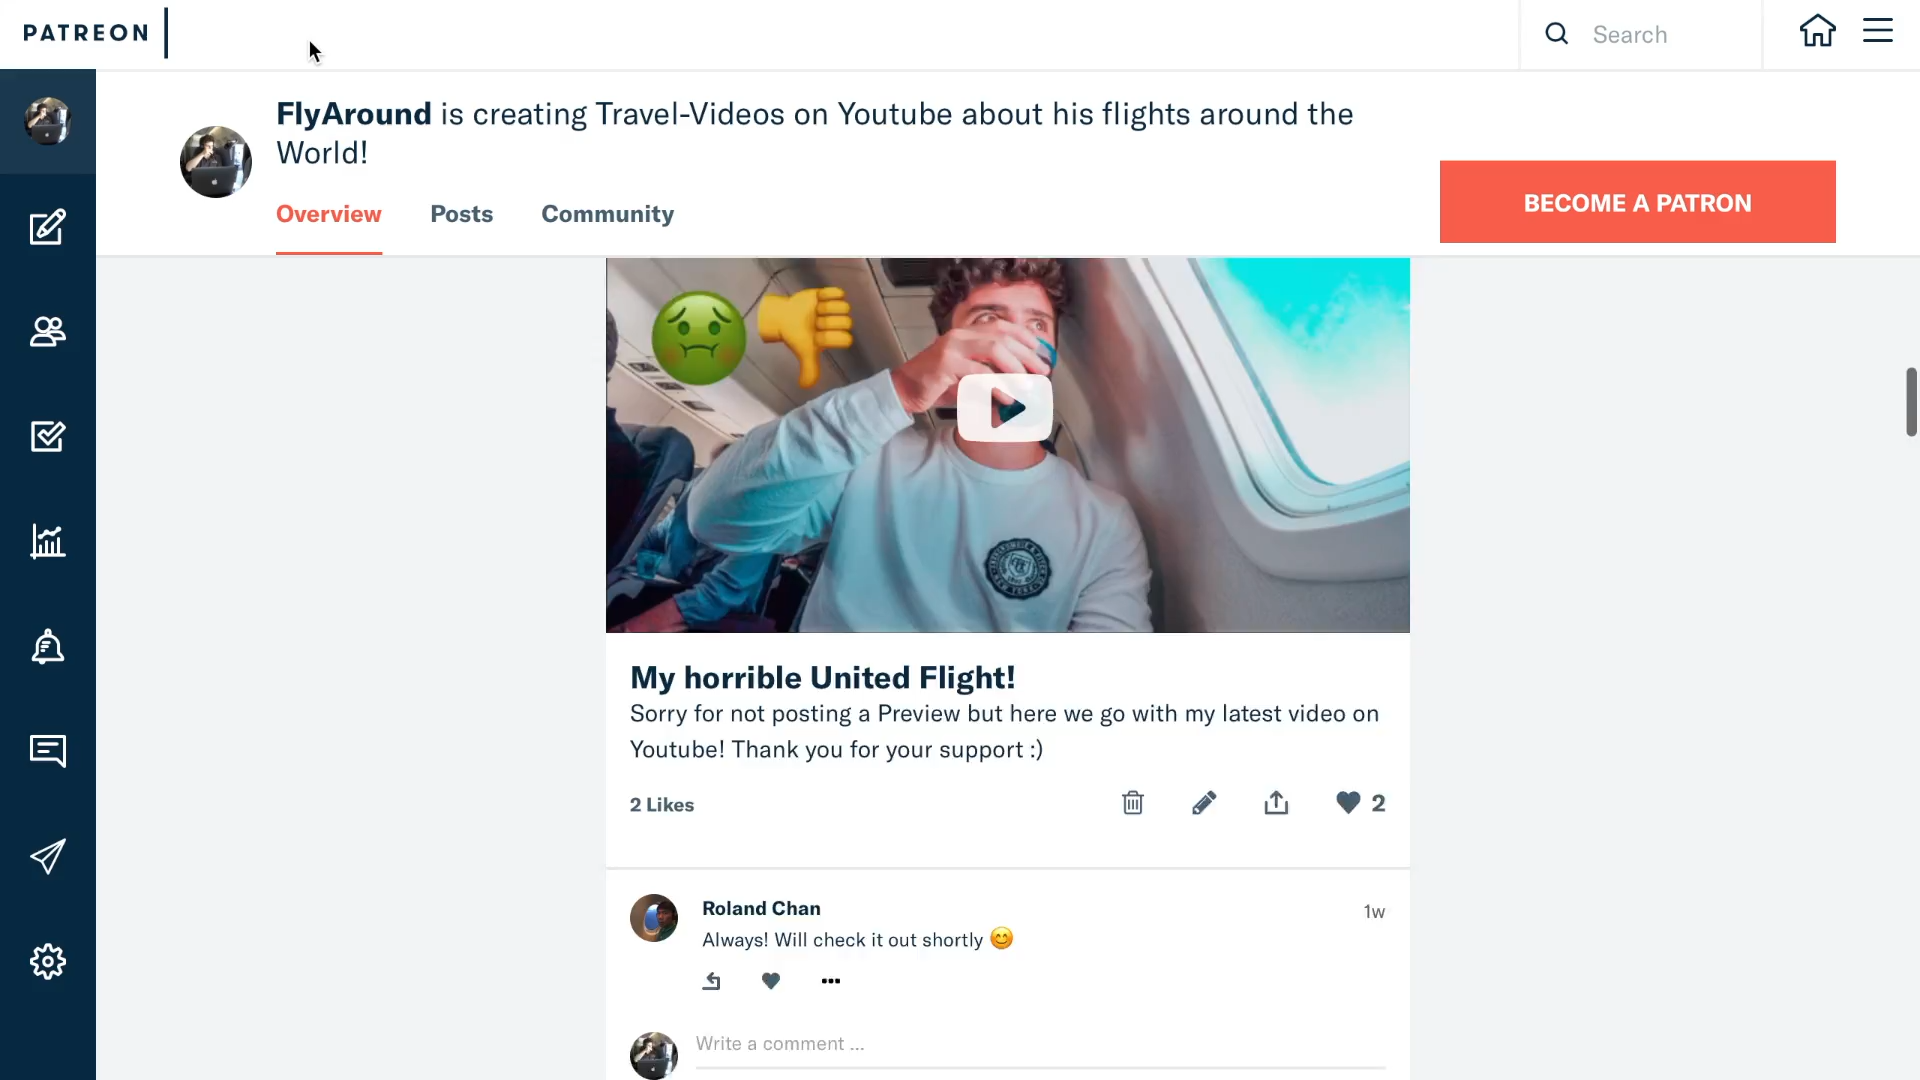 PATREON
Search
FlyAround is creating Travel-Videos on Youtube about his flights around the
World!
BECOME A PATRON
Overview
Posts
Community
My horrible United Flight!
Sorry for not posting a Preview but here we go with my latest video on
Youtube! Thank you for your support :)
2 Likes
2
Roland Chan
1w
Always! Will check it out shortly 😊
Write a comment ...